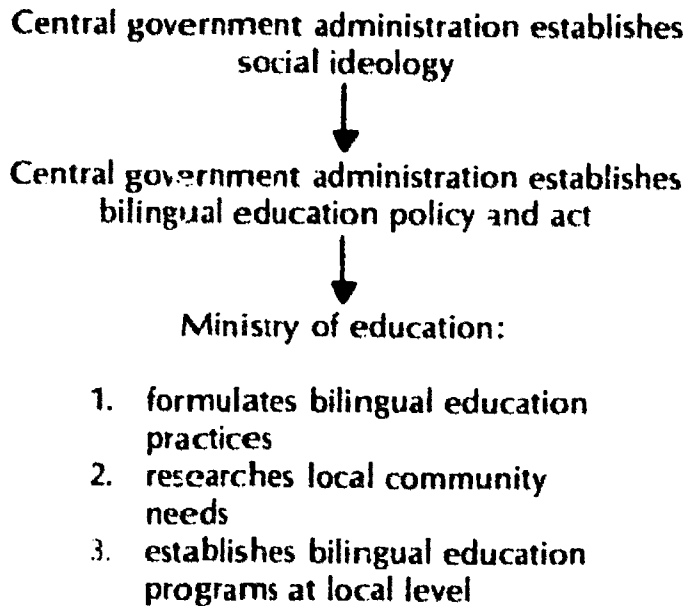 Central government administration establishes
social ideology
Central government administration establishes
bilingual education policy and act
Ministry of education:
1. formulates bilingual education
practices
2. researches local community
needs
3. establishes bilingual education
programs at local level